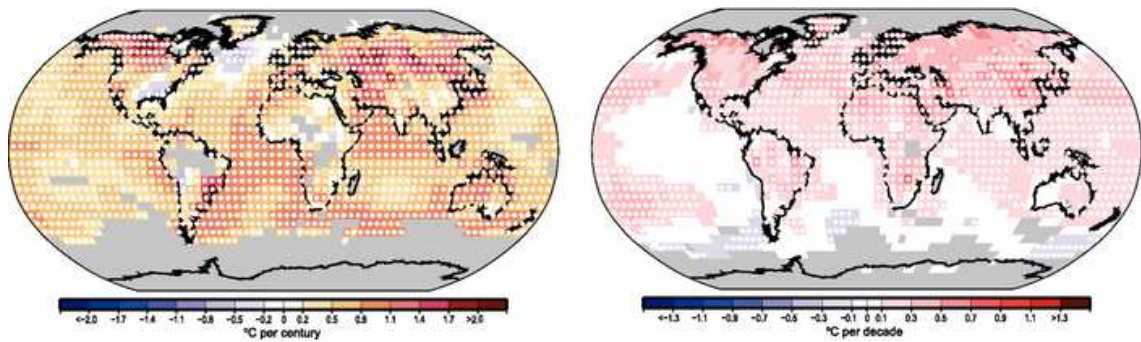 <-2.0 -1.7 -1.4 -1.1 -0.8 -0.5 -0.2 0 0.2 0.5 0.8 1.1 1.4 1.7 >2.0
°C per century
<-1.3 -1.1 -0.9 -0.7 -0.5 -0.3 -0.1 0 0.1 0.3 0.5 0.7 0.9 1.1 >1.3
°C per decade